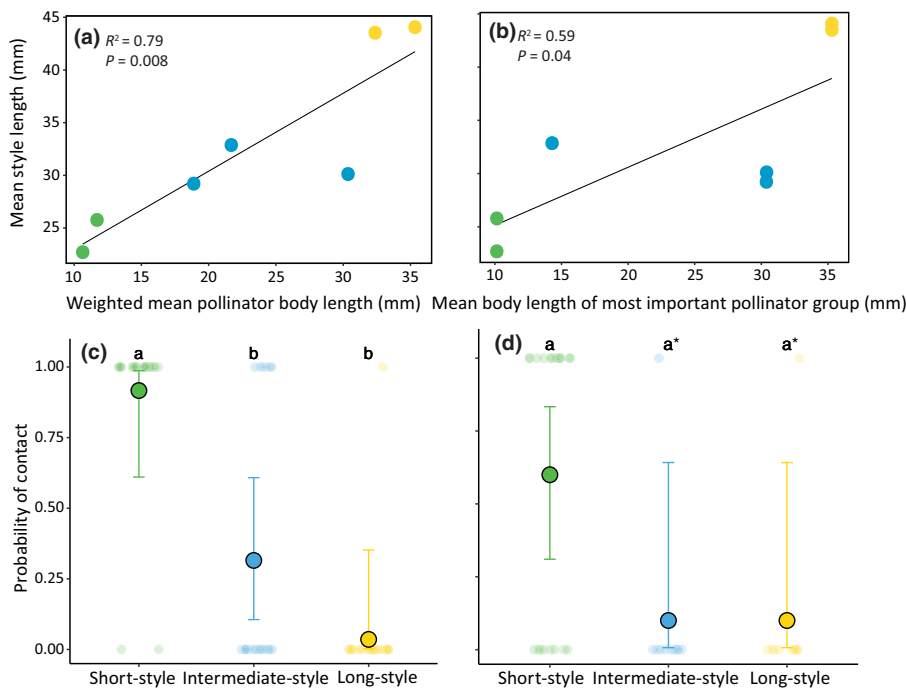 (a)
R² = 0.79
P = 0.008
(b)
R² = 0.59
P = 0.04
Mean style length (mm)
45
40
35
30
25
10 15 20 25 30 35
10 15 20 25 30 35
Weighted mean pollinator body length (mm)
Mean body length of most important pollinator group (mm)
(c)
a b b
(d)
a a* a*
Probability of contact
1.00
0.75
0.50
0.25
0.00
Short-style Intermediate-style Long-style
Short-style Intermediate-style Long-style